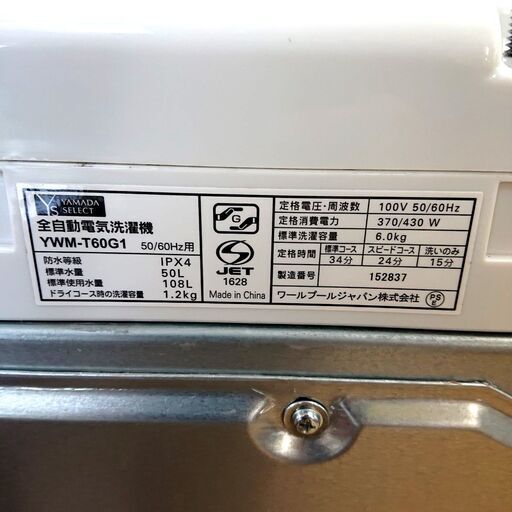 YS YAMADA SELECT
全自動電気洗濯機
YWM-T60G1 50/60Hz用
防水等級 IPX4
標準水量 50L
標準使用水量 108L
ドライコース時の洗濯容量 1.2kg
G
S
JET
1628
Made in China
定格電圧・周波数 100V 50/60Hz
定格消費電力 370/430 W
標準洗濯容量 6.0kg
定格時間 標準コース スピードコース 洗いのみ
34分 24分 15分
製造番号 152837
ワールプールジャパン株式会社 PSE